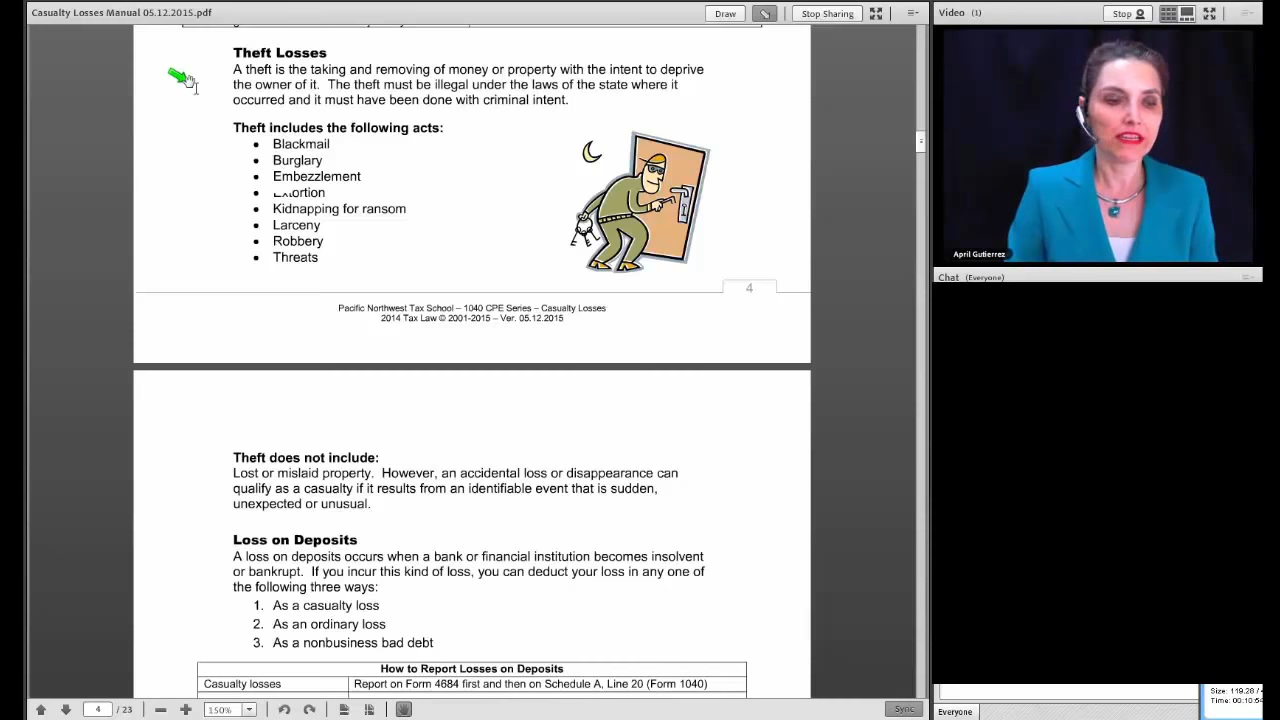 Casualty Losses Manual 05.12.2015.pdf
Draw
Stop Sharing
Theft Losses
A theft is the taking and removing of money or property with the intent to deprive
the owner of it. The theft must be illegal under the laws of the state where it
occurred and it must have been done with criminal intent.
Theft includes the following acts:
• Blackmail
• Burglary
• Embezzlement
• Extortion
• Kidnapping for ransom
• Larceny
• Robbery
• Threats
4
Pacific Northwest Tax School – 1040 CPE Series – Casualty Losses
2014 Tax Law © 2001-2015 – Ver. 05.12.2015
Theft does not include:
Lost or mislaid property. However, an accidental loss or disappearance can
qualify as a casualty if it results from an identifiable event that is sudden,
unexpected or unusual.
Loss on Deposits
A loss on deposits occurs when a bank or financial institution becomes insolvent
or bankrupt. If you incur this kind of loss, you can deduct your loss in any one of
the following three ways:
1. As a casualty loss
2. As an ordinary loss
3. As a nonbusiness bad debt
How to Report Losses on Deposits
Casualty losses Report on Form 4684 first and then on Schedule A, Line 20 (Form 1040)
4 / 23
150%
Sync
Video (1)
Stop
April Gutierrez
Chat (Everyone)
Everyone
Size: 119.28
Time: 00:10:5